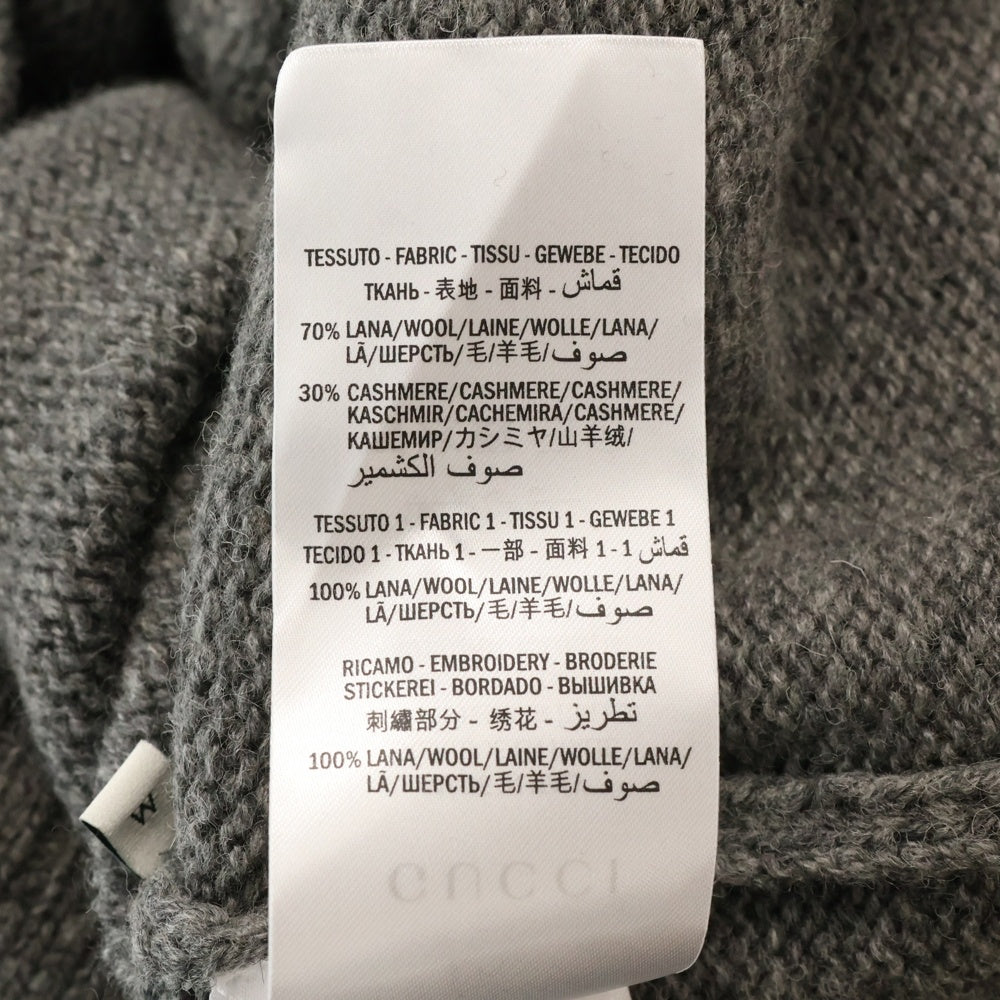 TESSUTO - FABRIC - TISSU - GEWEBE - TECIDO
ТКАНЬ - 表地 - 面料 - قماش
70% LANA/WOOL/LAINE/WOLLE/LANA/
LÃ/ШЕРСТЬ/毛/羊毛/صوف
30% CASHMERE/CASHMERE/CASHMERE/
KASCHMIR/CACHEMIRA/CASHMERE/
КАШЕМИР/カシミヤ/山羊绒/
صوف الكشمير
TESSUTO 1 - FABRIC 1 - TISSU 1 - GEWEBE 1
TECIDO 1 - ТКАНЬ 1 - 一部 - 面料 1 - قماش 1
100% LANA/WOOL/LAINE/WOLLE/LANA/
LÃ/ШЕРСТЬ/毛/羊毛/صوف
RICAMO - EMBROIDERY - BRODERIE
STICKEREI - BORDADO - ВЫШИВКА
刺繍部分 - 绣花 - تطريز
100% LANA/WOOL/LAINE/WOLLE/LANA/
LÃ/ШЕРСТЬ/毛/羊毛/صوف
GUCCI
M